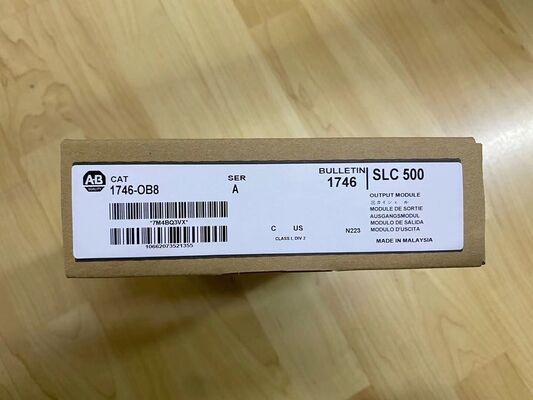 A-B
QUALITY
CAT
1746-OB8
SER
A
BULLETIN
1746
SLC 500
OUTPUT MODULE
MODULE DE SORTIE
AUSGANGSMODUL
MODULO DE SALIDA
MODULO D'USCITA
MADE IN MALAYSIA
*7M4BQ3VX*
10662073521355
C US
CLASS I, DIV 2
N223